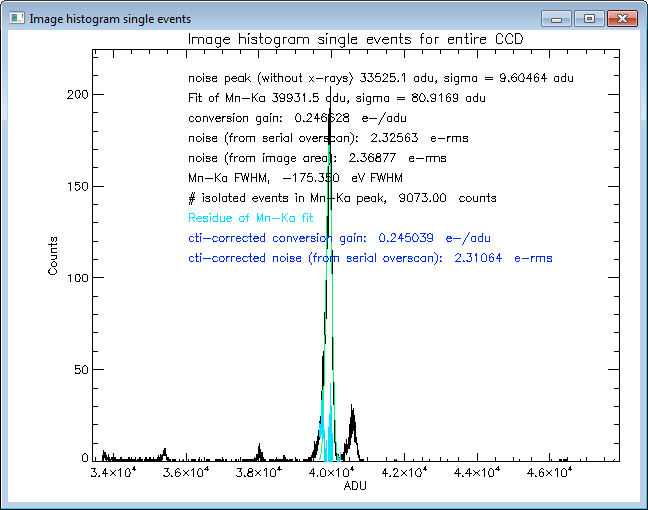 Image histogram single events
Image histogram single events for entire CCD
noise peak (without x-rays) 33525.1 adu, sigma = 9.60464 adu
Fit of Mn-Ka 39931.5 adu, sigma = 80.9169 adu
conversion gain: 0.246628 e-/adu
noise (from serial overscan): 2.32563 e-rms
noise (from image area): 2.36877 e-rms
Mn-Ka FWHM, -175.350 eV FWHM
# isolated events in Mn-Ka peak, 9073.00 counts
Residue of Mn-Ka fit
cti-corrected conversion gain: 0.245039 e-/adu
cti-corrected noise (from serial overscan): 2.31064 e-rms
200
150
100
50
0
Counts
3.4×10⁴ 3.6×10⁴ 3.8×10⁴ 4.0×10⁴ 4.2×10⁴ 4.4×10⁴ 4.6×10⁴
ADU